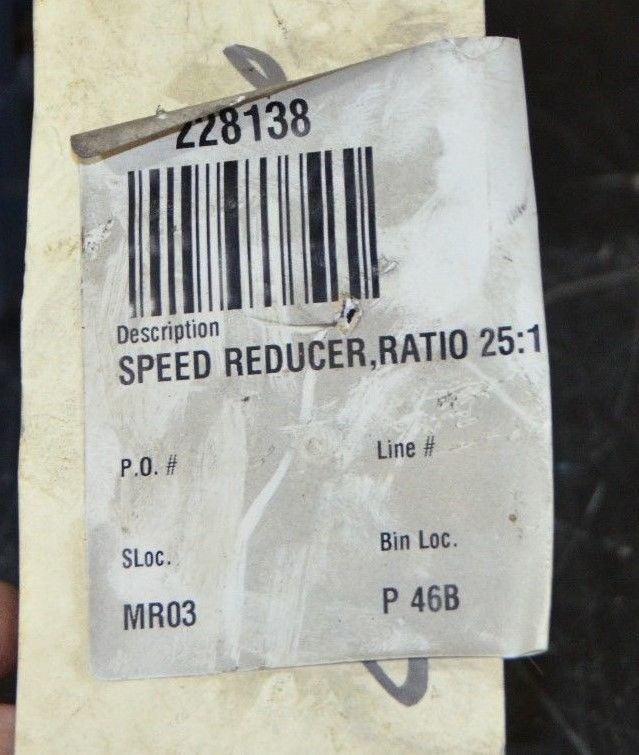 228138
Description
SPEED REDUCER,RATIO 25:1
P.O. #
Line #
SLoc.
Bin Loc.
MR03
P 46B